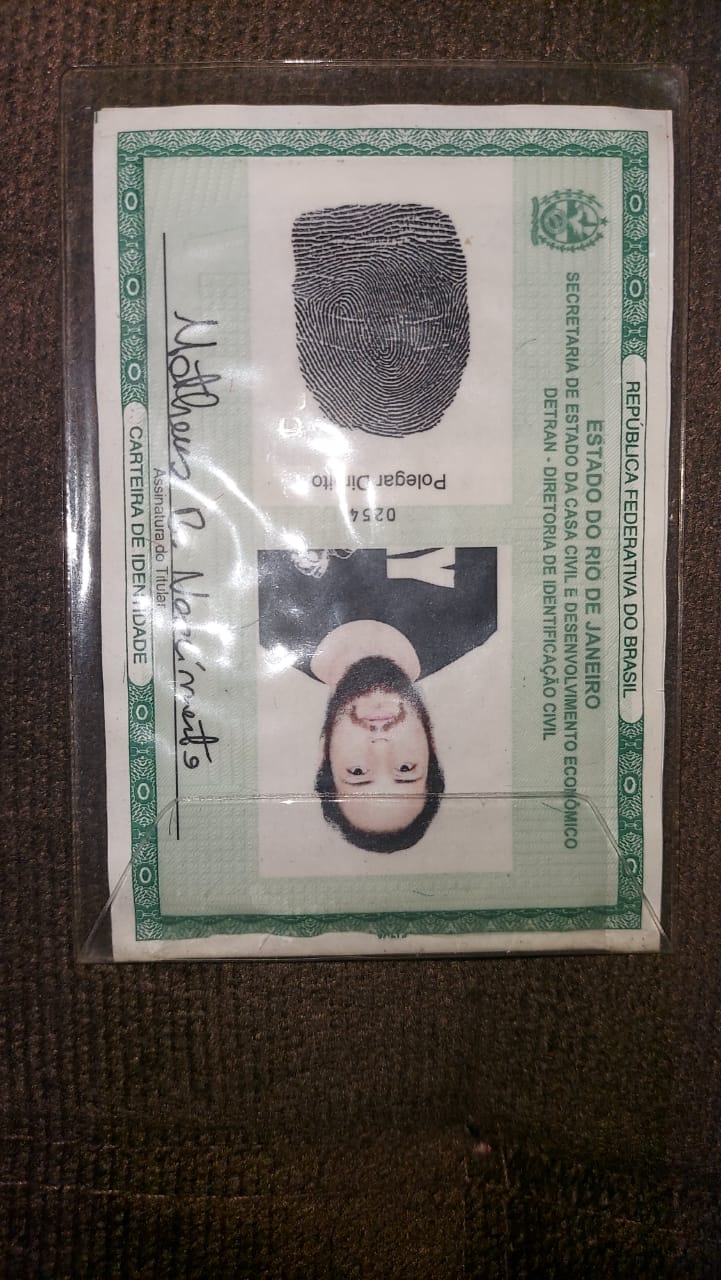 REPÚBLICA FEDERATIVA DO BRASIL
ESTADO DO RIO DE JANEIRO
SECRETARIA DE ESTADO DA CASA CIVIL E DESENVOLVIMENTO ECONÔMICO
DETRAN - DIRETORIA DE IDENTIFICAÇÃO CIVIL
Polegar Direito
0254
Matheus Nascimento
Assinatura do Titular
CARTEIRA DE IDENTIDADE